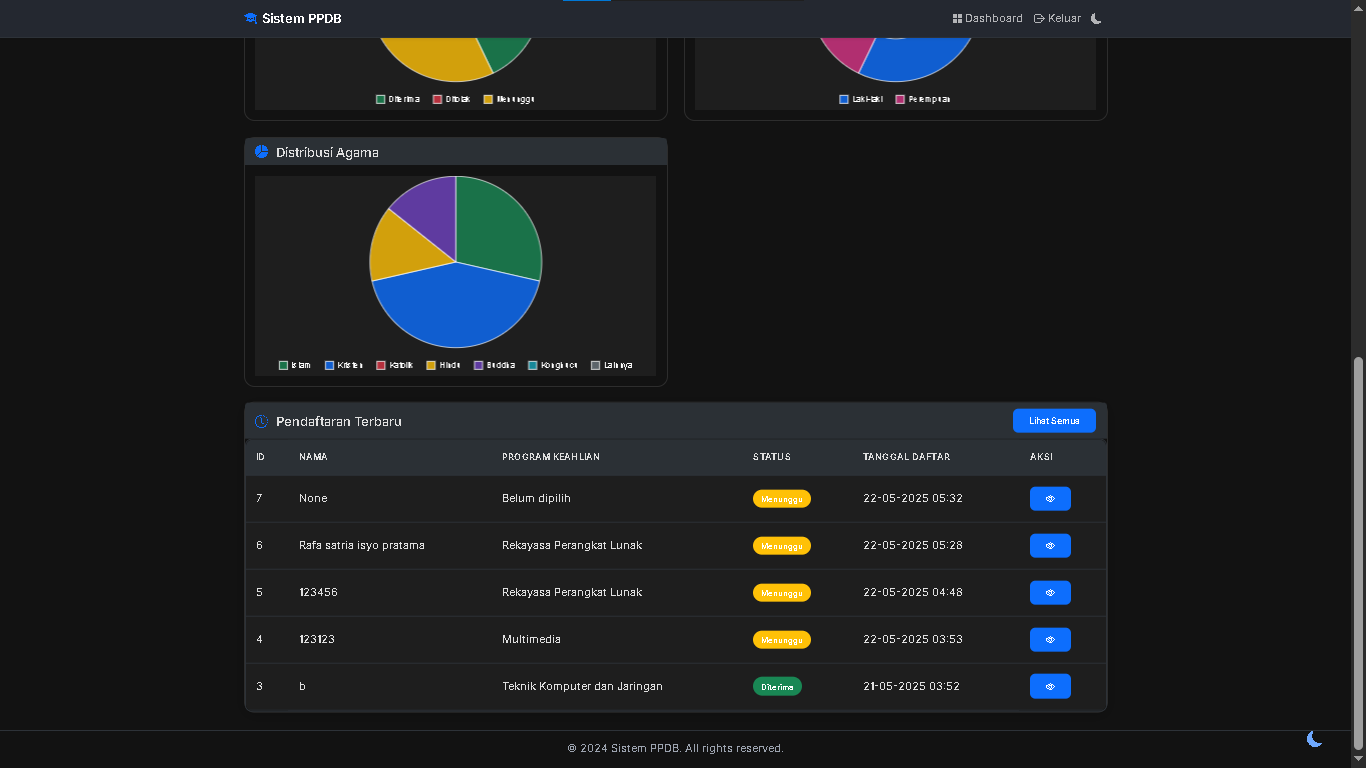 Sistem PPDB Dashboard Keluar
Diterima Ditolak Menunggu
Laki-laki Perempuan
Distribusi Agama
Islam Kristen Katolik Hindu Buddha Konghucu Lainnya
Pendaftaran Terbaru Lihat Semua
ID NAMA PROGRAM KEAHLIAN STATUS TANGGAL DAFTAR AKSI
7 None Belum dipilih Menunggu 22-05-2025 05:32
6 Rafa satria isyo pratama Rekayasa Perangkat Lunak Menunggu 22-05-2025 05:28
5 123456 Rekayasa Perangkat Lunak Menunggu 22-05-2025 04:48
4 123123 Multimedia Menunggu 22-05-2025 03:53
3 b Teknik Komputer dan Jaringan Diterima 21-05-2025 03:52
© 2024 Sistem PPDB. All rights reserved.